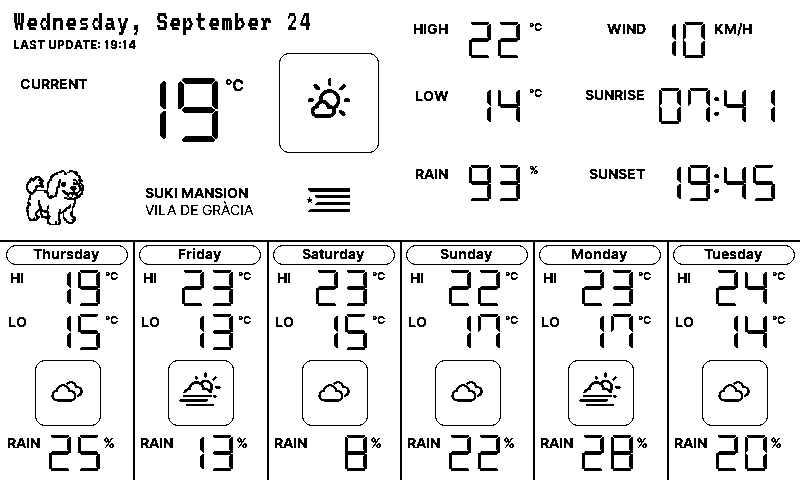 Wednesday, September 24
LAST UPDATE: 19:14
CURRENT 19 °C
SUKI MANSION
VILA DE GRÀCIA
HIGH 22 °C
LOW 14 °C
RAIN 93 %
WIND 10 KM/H
SUNRISE 07:41
SUNSET 19:45
Thursday
HI 19 °C
LO 15 °C
RAIN 25 %
Friday
HI 23 °C
LO 13 °C
RAIN 13 %
Saturday
HI 23 °C
LO 15 °C
RAIN 8 %
Sunday
HI 22 °C
LO 17 °C
RAIN 22 %
Monday
HI 23 °C
LO 17 °C
RAIN 28 %
Tuesday
HI 24 °C
LO 14 °C
RAIN 20 %